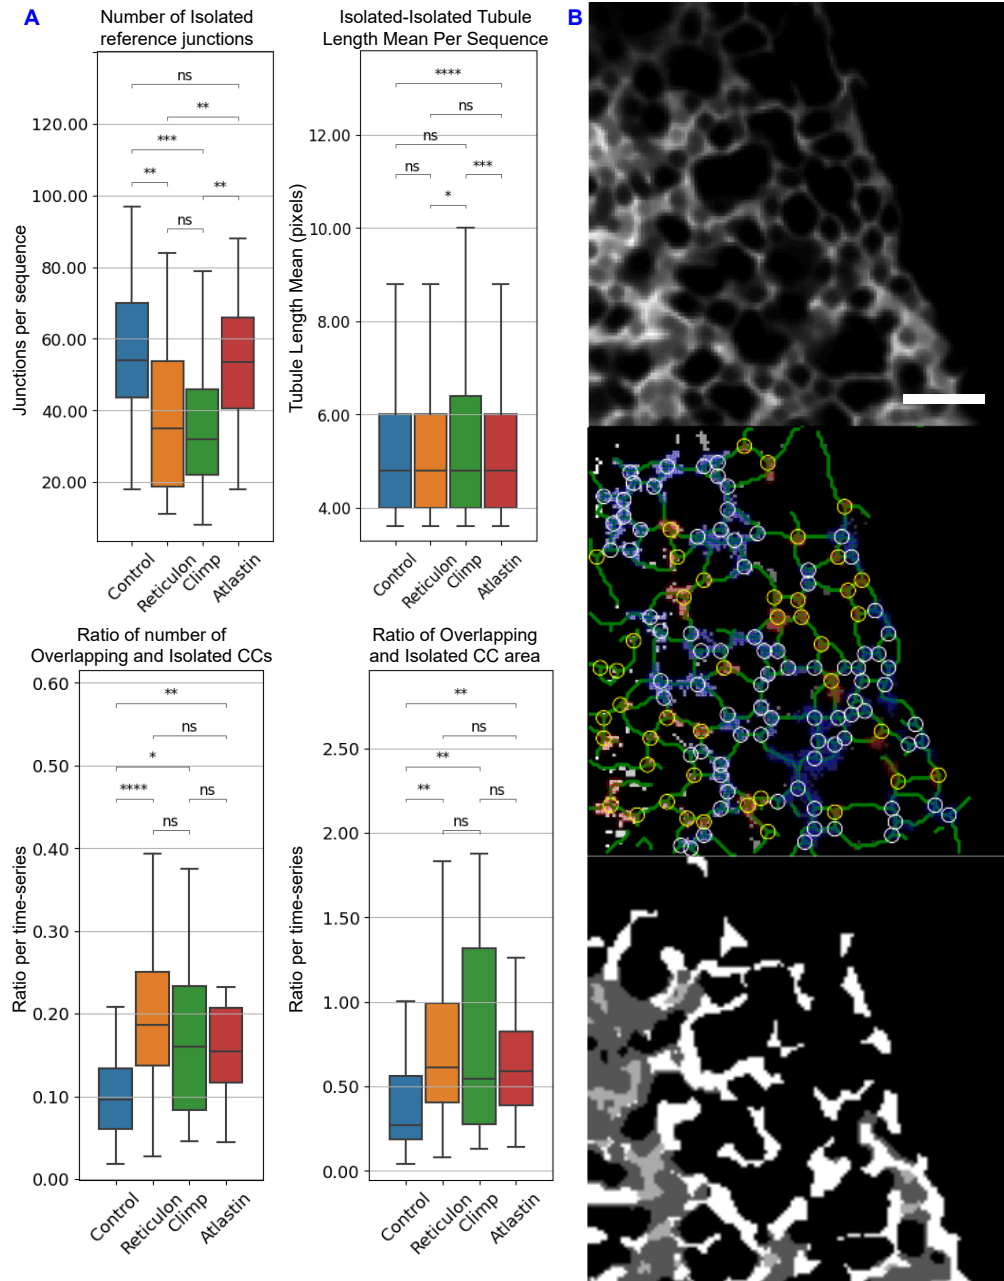 A
Number of Isolated
reference junctions
Junctions per sequence
120.00
100.00
80.00
60.00
40.00
20.00
ns
**
***
**
**
ns
Control
Reticulon
Climp
Atlastin
Isolated-Isolated Tubule
Length Mean Per Sequence
Tubule Length Mean (pixels)
12.00
10.00
8.00
6.00
4.00
****
ns
ns
ns
***
*
Control
Reticulon
Climp
Atlastin
Ratio of number of
Overlapping and Isolated CCs
Ratio per time-series
0.60
0.50
0.40
0.30
0.20
0.10
0.00
**
ns
*
****
ns
ns
Control
Reticulon
Climp
Atlastin
Ratio of Overlapping
and Isolated CC area
Ratio per time-series
2.50
2.00
1.50
1.00
0.50
0.00
**
ns
**
**
ns
ns
Control
Reticulon
Climp
Atlastin
B